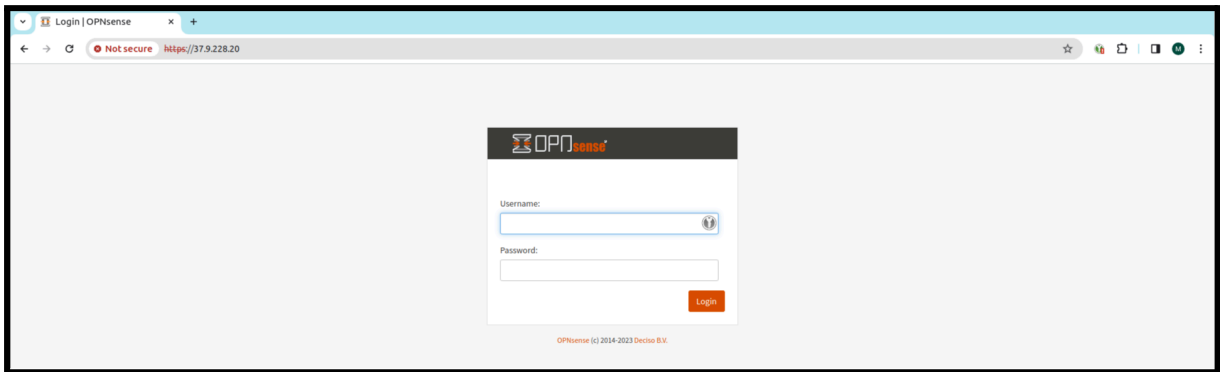 Login | OPNsense
Not secure https://37.9.228.20
M
OPNsense
Username:
Password:
Login
OPNsense (c) 2014-2023 Deciso B.V.